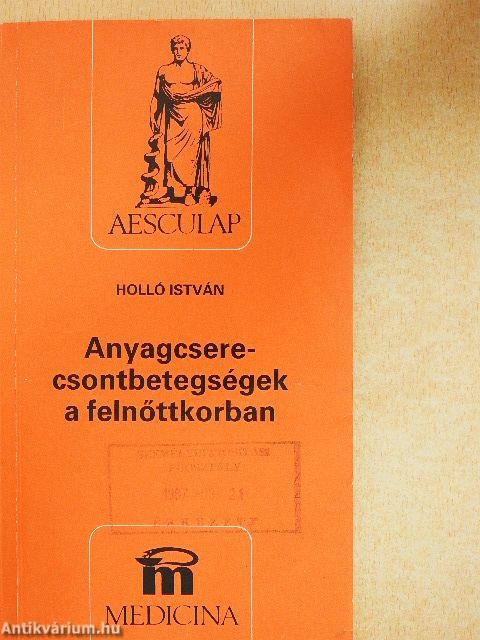 AESCULAP
HOLLÓ ISTVÁN
Anyagcsere-
csontbetegségek
a felnőttkorban
m
MEDICINA
Antikvárium.hu